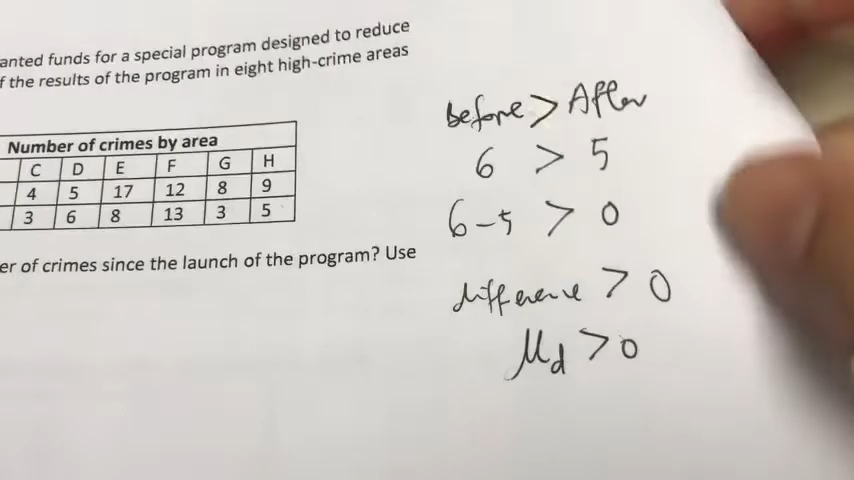 anted funds for a special program designed to reduce
f the results of the program in eight high-crime areas
Number of crimes by area
C D E F G H
4 5 17 12 8 9
3 6 8 13 3 5
er of crimes since the launch of the program? Use
Before > After
6 > 5
6-5 > 0
difference > 0
μd > 0